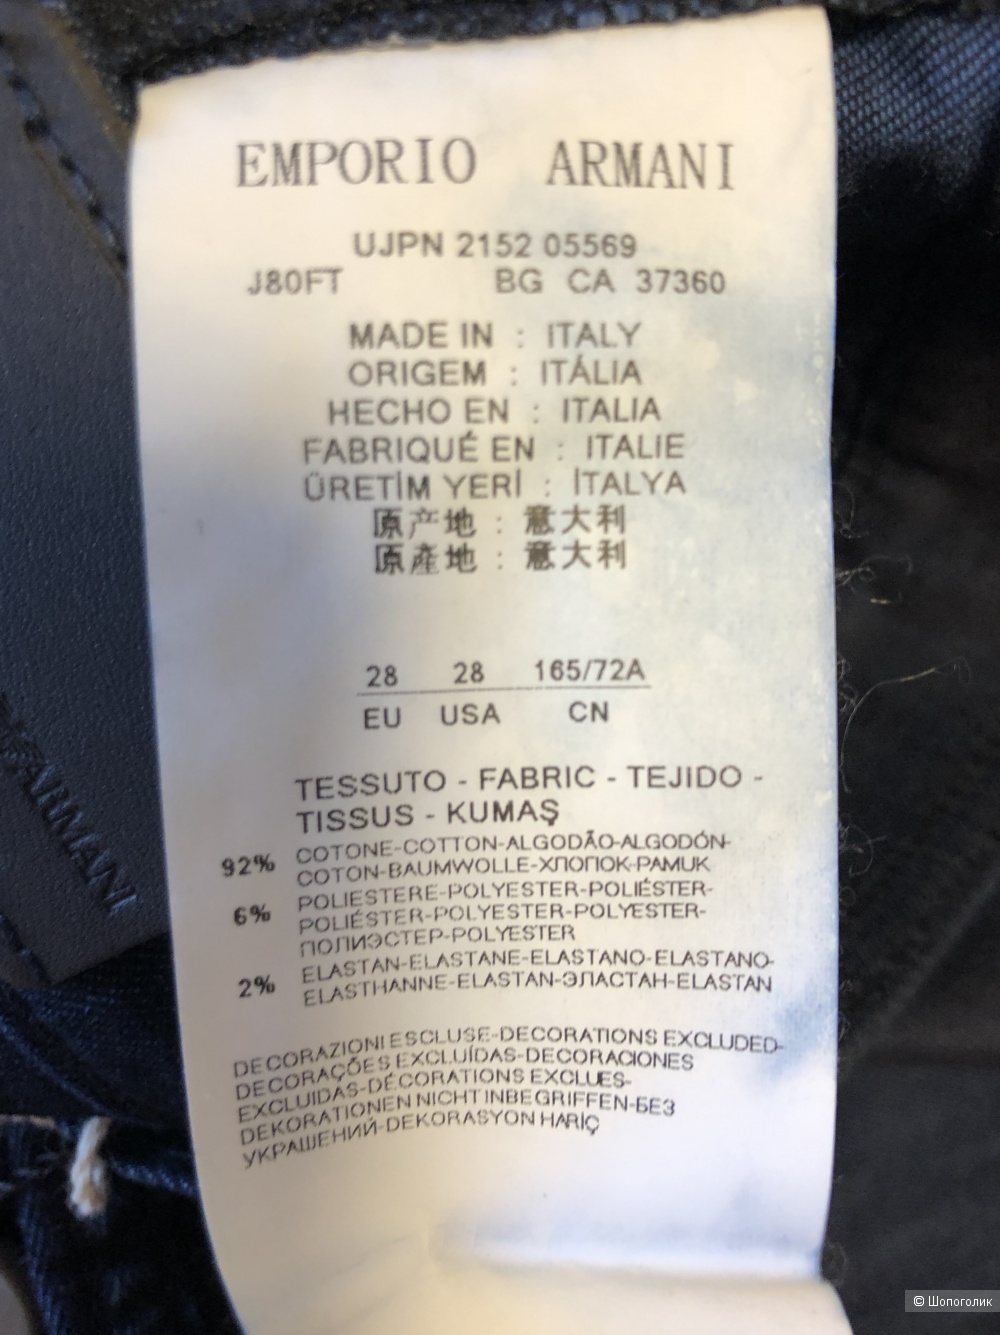 EMPORIO ARMANI
UJPN 2152 05569
J80FT BG CA 37360
MADE IN : ITALY
ORIGEM : ITÁLIA
HECHO EN : ITALIA
FABRIQUÉ EN : ITALIE
ÜRETİM YERİ : İTALYA
原产地 : 意大利
原產地 : 意大利
28 28 165/72A
EU USA CN
TESSUTO - FABRIC - TEJIDO -
TISSUS - KUMAŞ
92% COTONE-COTTON-ALGODÃO-ALGODÓN-
COTON-BAUMWOLLE-ХЛОПОК-PAMUK
6% POLIESTERE-POLYESTER-POLIÉSTER-
POLIÉSTER-POLYESTER-POLYESTER-
ПОЛИЭСТЕР-POLYESTER
2% ELASTAN-ELASTANE-ELASTANO-ELASTANO-
ELASTHANNE-ELASTAN-ЭЛАСТАН-ELASTAN
DECORAZIONI ESCLUSE-DECORATIONS EXCLUDED-
DECORAÇÕES EXCLUÍDAS-DECORACIONES
EXCLUIDAS-DÉCORATIONS EXCLUES-
DEKORATIONEN NICHT INBEGRIFFEN-БЕЗ
УКРАШЕНИЙ-DEKORASYON HARİÇ
ARMANI
© Шопоголик